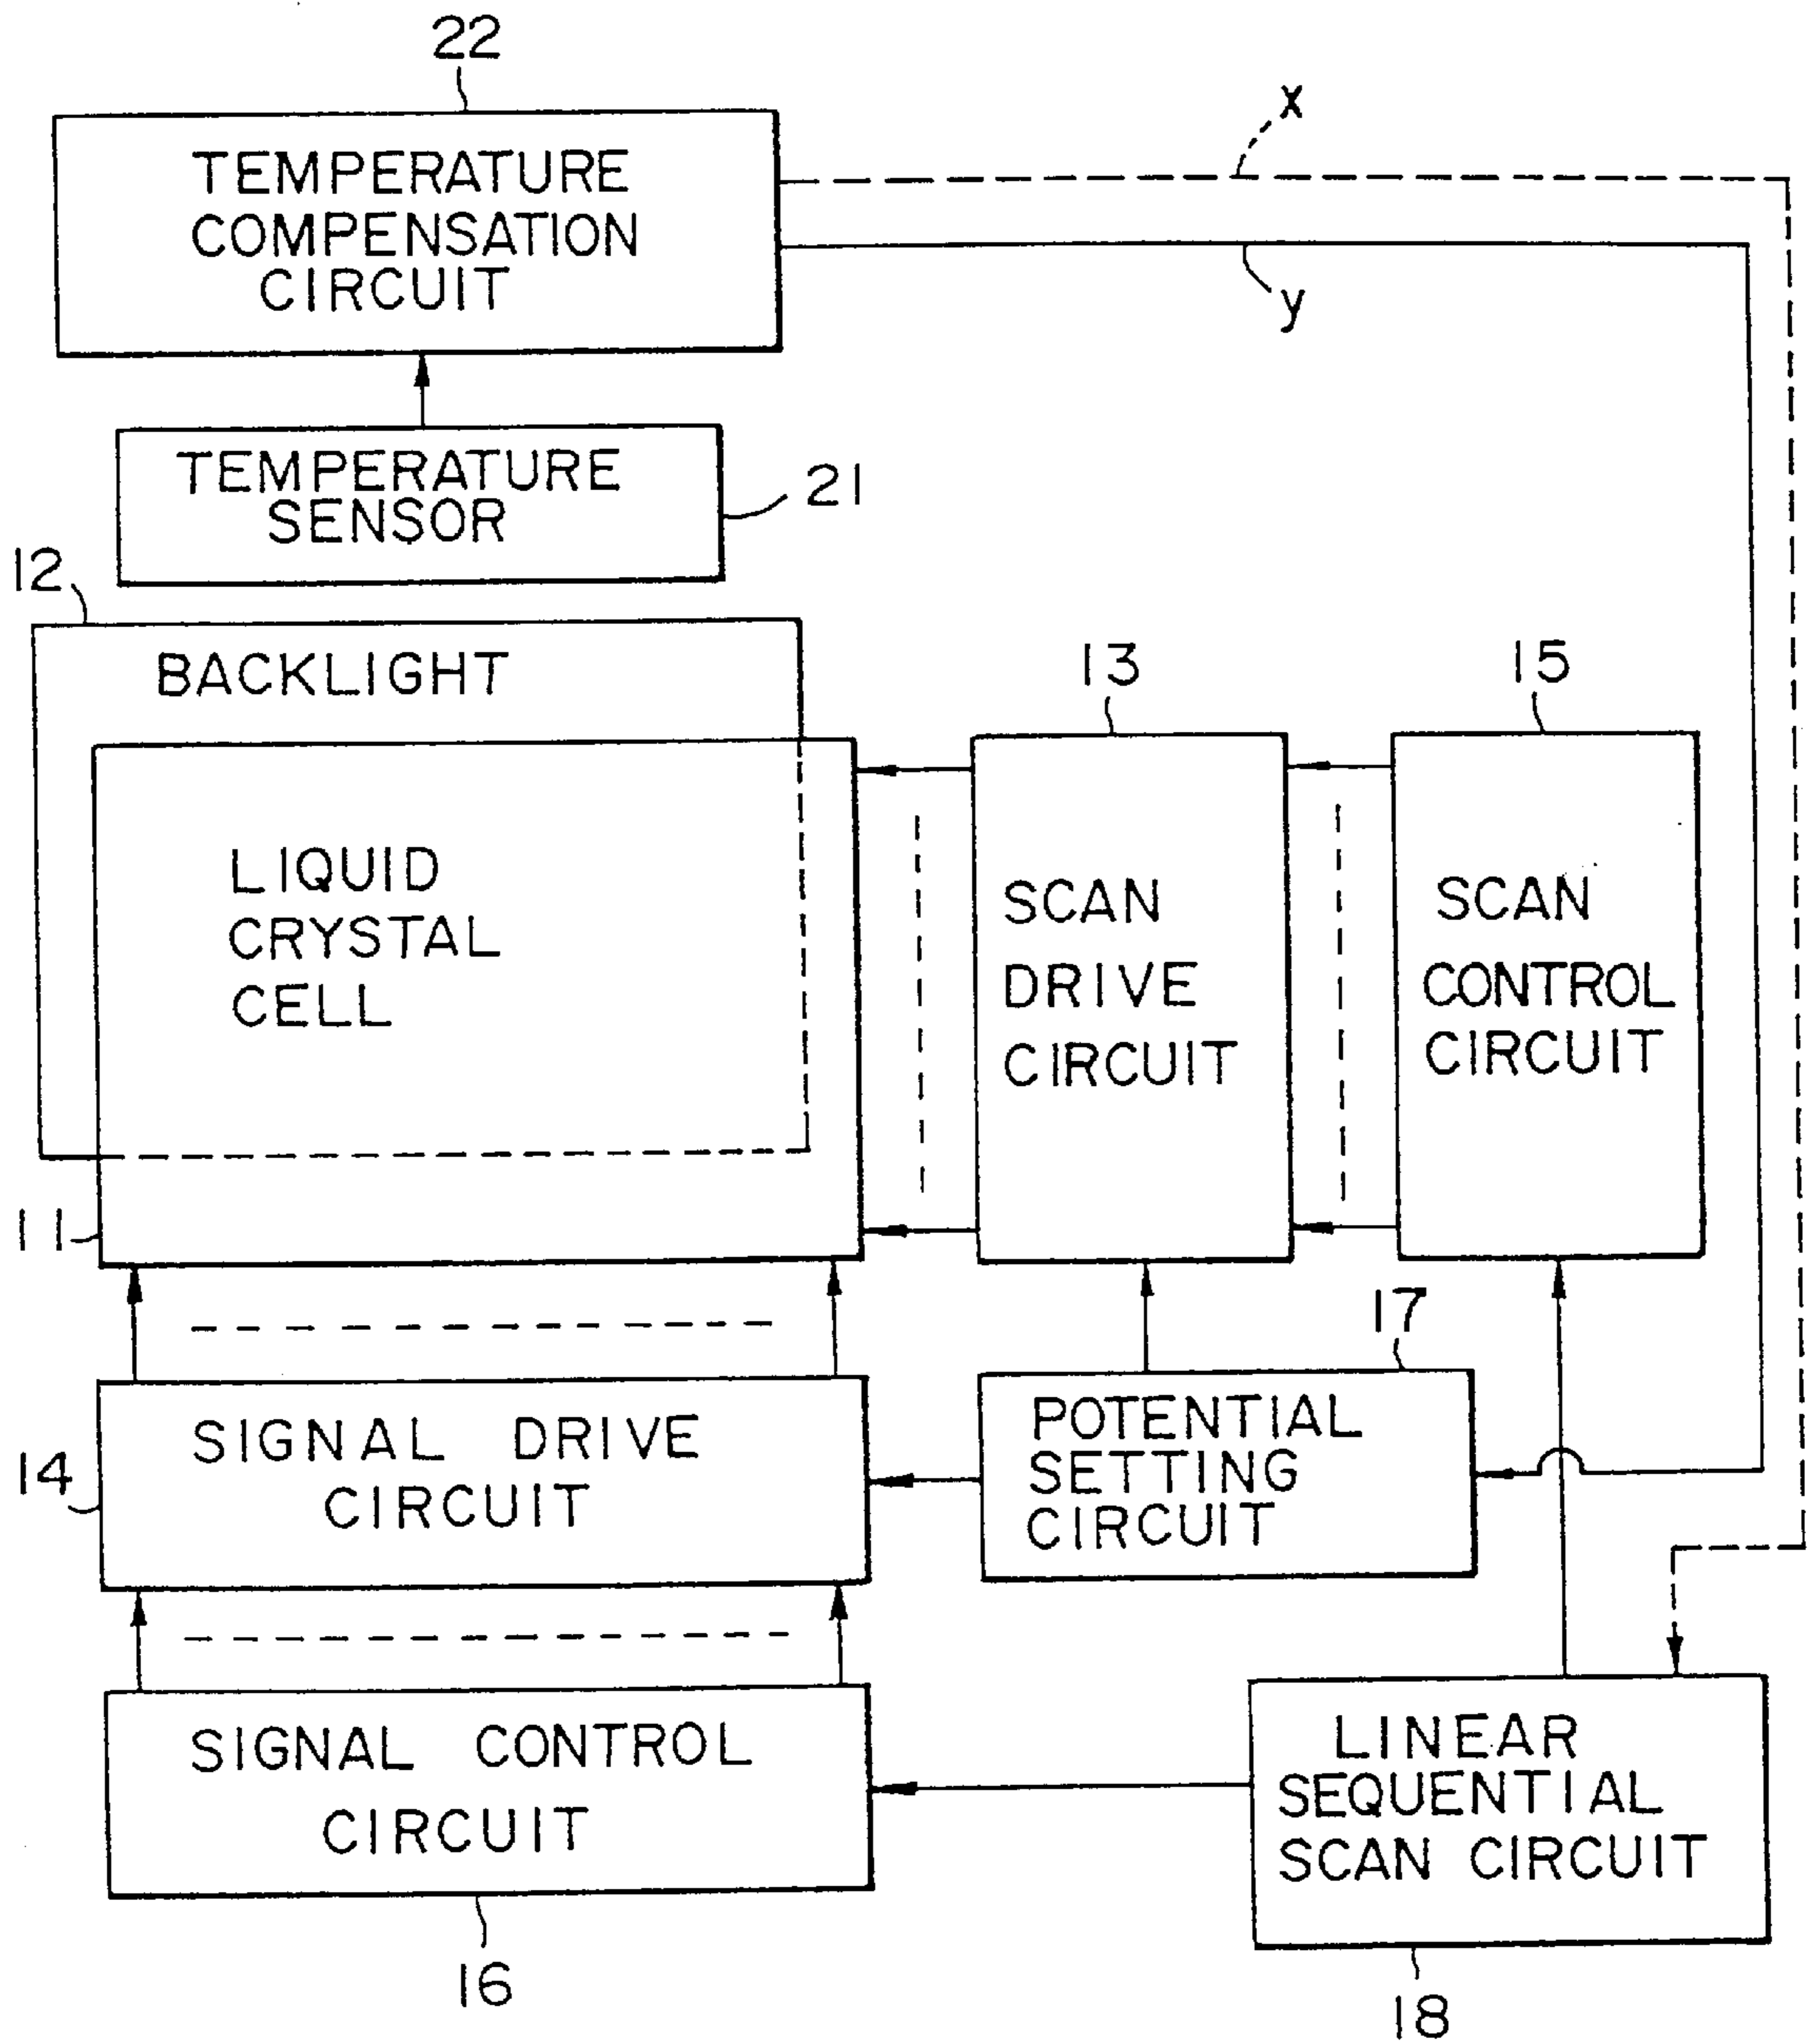 22
TEMPERATURE
COMPENSATION
CIRCUIT
x
y
TEMPERATURE
SENSOR
21
12
BACKLIGHT
13
15
LIQUID
CRYSTAL
CELL
SCAN
DRIVE
CIRCUIT
SCAN
CONTROL
CIRCUIT
11
17
SIGNAL DRIVE
CIRCUIT
14
POTENTIAL
SETTING
CIRCUIT
SIGNAL CONTROL
CIRCUIT
LINEAR
SEQUENTIAL
SCAN CIRCUIT
16
18